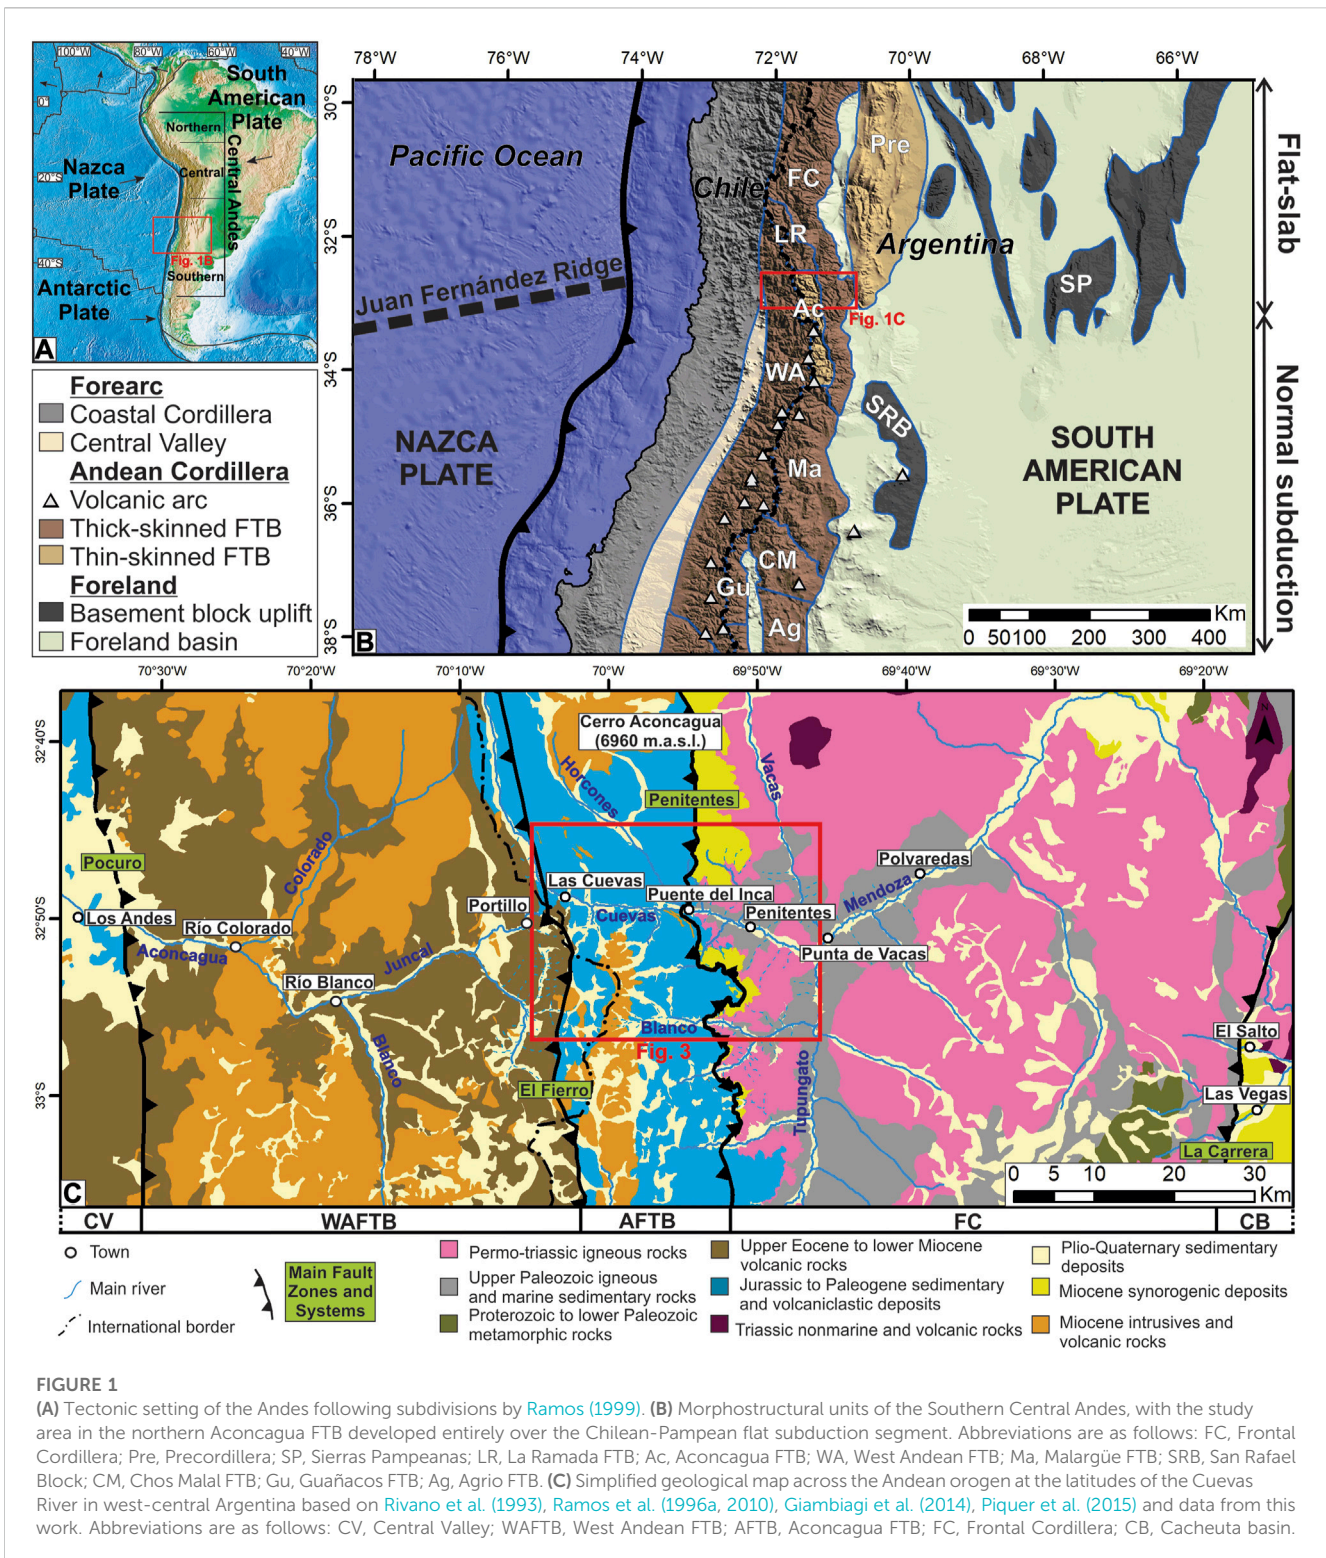 100°W
80°W
60°W
40°W
0°
20°S
40°S
South
American
Plate
Northern
Central
Southern
Central Andes
Nazca
Plate
Antarctic
Plate
Fig. 1B
A
Forearc
Coastal Cordillera
Central Valley
Andean Cordillera
Volcanic arc
Thick-skinned FTB
Thin-skinned FTB
Foreland
Basement block uplift
Foreland basin
78°W
76°W
74°W
72°W
70°W
68°W
66°W
30°S
32°S
34°S
36°S
38°S
Pacific Ocean
Chile
Argentina
Juan Fernández Ridge
NAZCA
PLATE
SOUTH
AMERICAN
PLATE
FC
Pre
LR
Ac
Fig. 1C
SP
WA
SRB
Ma
CM
Gu
Ag
Flat-slab
Normal subduction
0 50 100 200 300 400 Km
B
70°30'W
70°20'W
70°10'W
70°0'W
69°50'W
69°40'W
69°30'W
69°20'W
32°40'S
32°50'S
33°S
Cerro Aconcagua
(6960 m.a.s.l.)
N
Horcones
Vacas
Penitentes
Pocuro
Colorado
Las Cuevas
Puente del Inca
Polvaredas
Mendoza
Los Andes
Río Colorado
Portillo
Cuevas
Penitentes
Aconcagua
Juncal
Punta de Vacas
Río Blanco
Blanco
Blanco
Fig. 3
El Fierro
Tupungato
El Salto
Las Vegas
La Carrera
0 5 10 20 30
Km
C
CV
WAFTB
AFTB
FC
CB
Town
Main river
International border
Main Fault
Zones and
Systems
Permo-triassic igneous rocks
Upper Paleozoic igneous
and marine sedimentary rocks
Proterozoic to lower Paleozoic
metamorphic rocks
Upper Eocene to lower Miocene
volcanic rocks
Jurassic to Paleogene sedimentary
and volcaniclastic deposits
Triassic nonmarine and volcanic rocks
Plio-Quaternary sedimentary
deposits
Miocene synorogenic deposits
Miocene intrusives and
volcanic rocks
FIGURE 1
(A) Tectonic setting of the Andes following subdivisions by Ramos (1999). (B) Morphostructural units of the Southern Central Andes, with the study
area in the northern Aconcagua FTB developed entirely over the Chilean-Pampean flat subduction segment. Abbreviations are as follows: FC, Frontal
Cordillera; Pre, Precordillera; SP, Sierras Pampeanas; LR, La Ramada FTB; Ac, Aconcagua FTB; WA, West Andean FTB; Ma, Malargüe FTB; SRB, San Rafael
Block; CM, Chos Malal FTB; Gu, Guañacos FTB; Ag, Agrio FTB. (C) Simplified geological map across the Andean orogen at the latitudes of the Cuevas
River in west-central Argentina based on Rivano et al. (1993), Ramos et al. (1996a, 2010), Giambiagi et al. (2014), Piquer et al. (2015) and data from this
work. Abbreviations are as follows: CV, Central Valley; WAFTB, West Andean FTB; AFTB, Aconcagua FTB; FC, Frontal Cordillera; CB, Cacheuta basin.